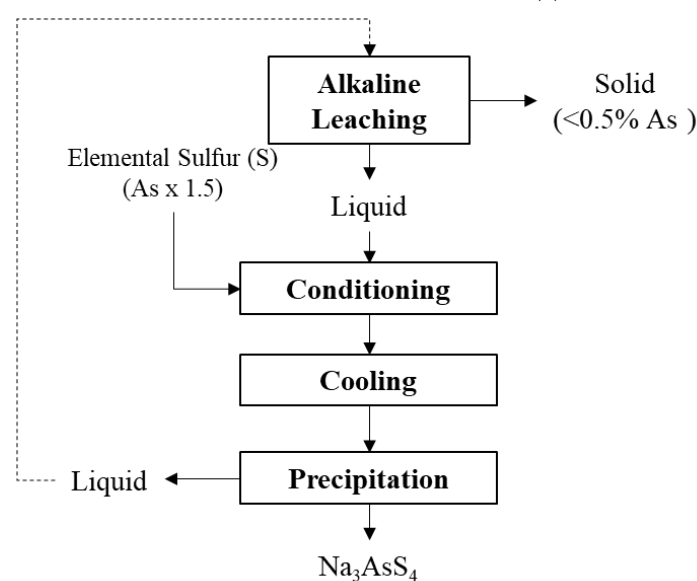 Alkaline
Leaching
Solid
(<0.5% As )
Elemental Sulfur (S)
(As x 1.5)
Liquid
Conditioning
Cooling
Precipitation
Liquid
Na₃AsS₄